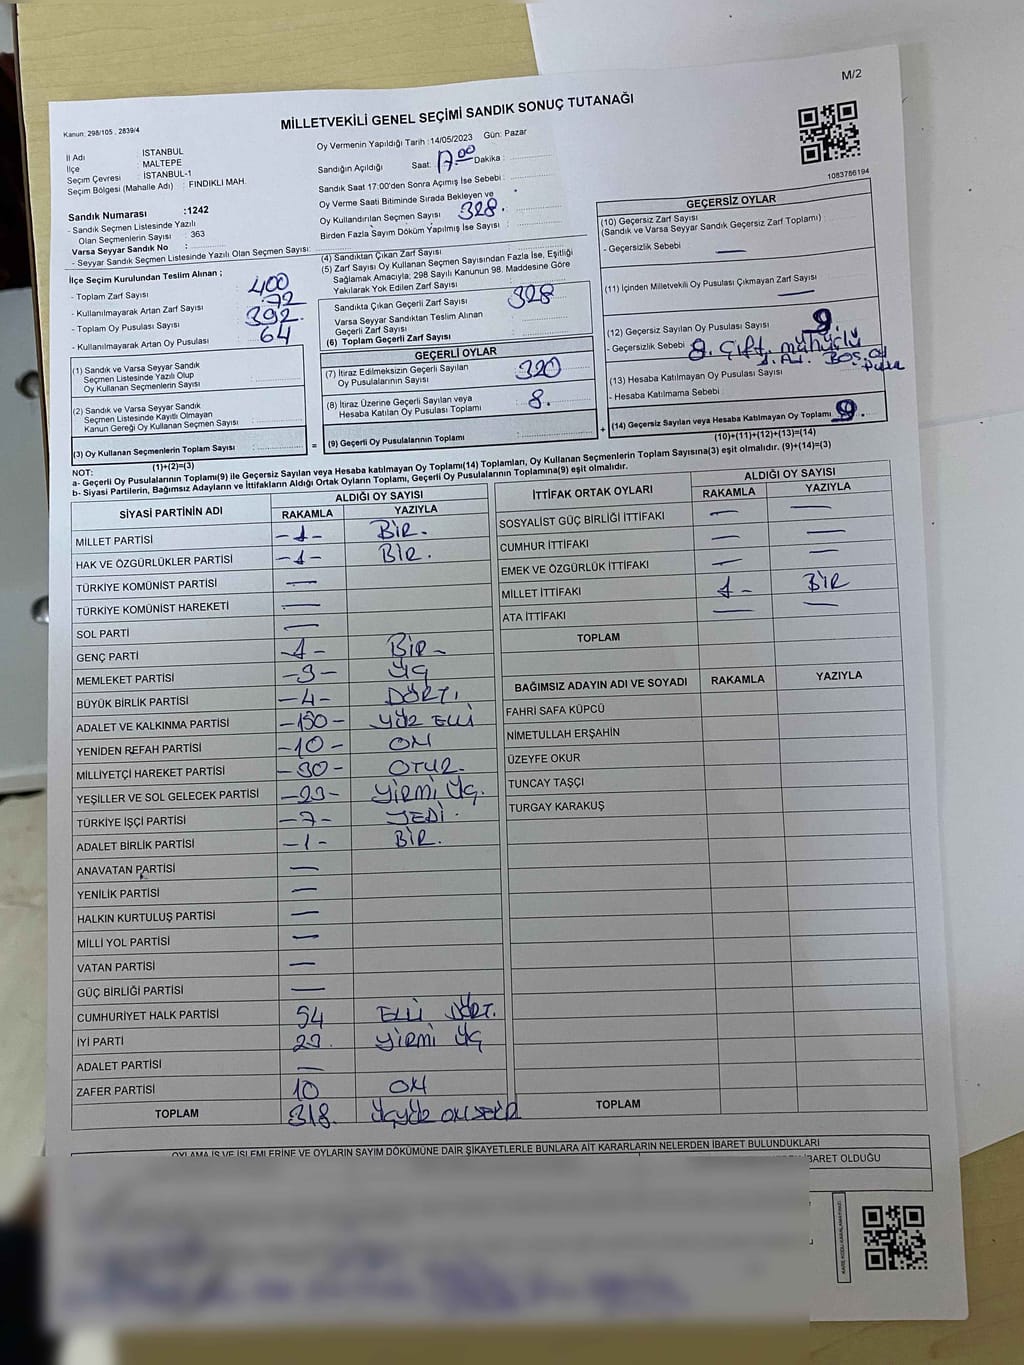 M/2
Kanun: 298/105 . 2839/4
MİLLETVEKİLİ GENEL SEÇİMİ SANDIK SONUÇ TUTANAĞI
İl Adı : İSTANBUL
İlçe : MALTEPE
Seçim Çevresi : İSTANBUL-1
Seçim Bölgesi (Mahalle Adı) : FINDIKLI MAH.
Sandık Numarası :1242
- Sandık Seçmen Listesinde Yazılı
Olan Seçmenlerin Sayısı : 363
Varsa Seyyar Sandık No :
- Seyyar Sandık Seçmen Listesinde Yazılı Olan Seçmen Sayısı:
Oy Vermenin Yapıldığı Tarih :14/05/2023 Gün: Pazar
Sandığın Açıldığı Saat: 17.00 Dakika :
Sandık Saat 17:00'den Sonra Açımış İse Sebebi :
Oy Verme Saati Bitiminde Sırada Bekleyen ve
Oy Kullandırılan Seçmen Sayısı 328.
Birden Fazla Sayım Döküm Yapılmış İse Sayısı :
1083786194
İlçe Seçim Kurulundan Teslim Alınan ;
- Toplam Zarf Sayısı : 400
- Kullanılmayarak Artan Zarf Sayısı : 72
- Toplam Oy Pusulası Sayısı : 392
- Kullanılmayarak Artan Oy Pusulası : 64
(1) Sandık ve Varsa Seyyar Sandık
Seçmen Listesinde Yazılı Olup
Oy Kullanan Seçmenlerin Sayısı :
(2) Sandık ve Varsa Seyyar Sandık
Seçmen Listesinde Kayıtlı Olmayan
Kanun Gereği Oy Kullanan Seçmen Sayısı :
(3) Oy Kullanan Seçmenlerin Toplam Sayısı :
(1)+(2)=(3)
(4) Sandıktan Çıkan Zarf Sayısı
(5) Zarf Sayısı Oy Kullanan Seçmen Sayısından Fazla İse, Eşitliği
Sağlamak Amacıyla, 298 Sayılı Kanunun 98. Maddesine Göre
Yakılarak Yok Edilen Zarf Sayısı :
Sandıkta Çıkan Geçerli Zarf Sayısı 328
Varsa Seyyar Sandıktan Teslim Alınan
Geçerli Zarf Sayısı
(6) Toplam Geçerli Zarf Sayısı
GEÇERLİ OYLAR
(7) İtiraz Edilmeksizin Geçerli Sayılan
Oy Pusulalarının Sayısı 320
(8) İtiraz Üzerine Geçerli Sayılan veya
Hesaba Katılan Oy Pusulası Toplamı 8.
= (9) Geçerli Oy Pusulalarının Toplamı
+
GEÇERSİZ OYLAR
(10) Geçersiz Zarf Sayısı
(Sandık ve Varsa Seyyar Sandık Geçersiz Zarf Toplamı)
- Geçersizlik Sebebi : —
(11) İçinden Milletvekili Oy Pusulası Çıkmayan Zarf Sayısı
—
(12) Geçersiz Sayılan Oy Pusulası Sayısı : 9
- Geçersizlik Sebebi : 8. Çift. mühürlü
BOŞ. oy
(13) Hesaba Katılmayan Oy Pusulası Sayısı
- Hesaba Katılmama Sebebi :
(14) Geçersiz Sayılan veya Hesaba Katılmayan Oy Toplamı 9.
(10)+(11)+(12)+(13)=(14)
NOT:
a- Geçerli Oy Pusulalarının Toplamı(9) ile Geçersiz Sayılan veya Hesaba katılmayan Oy Toplamı(14) Toplamları, Oy Kullanan Seçmenlerin Toplam Sayısına(3) eşit olmalıdır. (9)+(14)=(3)
b- Siyasi Partilerin, Bağımsız Adayların ve İttifakların Aldığı Ortak Oyların Toplamı, Geçerli Oy Pusulalarının Toplamına(9) eşit olmalıdır.
SİYASİ PARTİNİN ADI ALDIĞI OY SAYISI
RAKAMLA YAZIYLA
MİLLET PARTİSİ -1- BİR.
HAK VE ÖZGÜRLÜKLER PARTİSİ -1- BİR.
TÜRKİYE KOMÜNİST PARTİSİ —
TÜRKİYE KOMÜNİST HAREKETİ —
SOL PARTİ —
GENÇ PARTİ -1- BİR-
MEMLEKET PARTİSİ -3- ÜÇ
BÜYÜK BİRLİK PARTİSİ -4- DÖRT.
ADALET VE KALKINMA PARTİSİ -150- YÜZ ELLİ
YENİDEN REFAH PARTİSİ -10- ON
MİLLİYETÇİ HAREKET PARTİSİ -30- OTUZ.
YEŞİLLER VE SOL GELECEK PARTİSİ -23- YİRMİ ÜÇ.
TÜRKİYE İŞÇİ PARTİSİ -7- YEDİ.
ADALET BİRLİK PARTİSİ -1- BİR.
ANAVATAN PARTİSİ —
YENİLİK PARTİSİ —
HALKIN KURTULUŞ PARTİSİ —
MİLLİ YOL PARTİSİ —
VATAN PARTİSİ —
GÜÇ BİRLİĞİ PARTİSİ —
CUMHURİYET HALK PARTİSİ 54 ELLİ DÖRT.
İYİ PARTİ 23. YİRMİ ÜÇ
ADALET PARTİSİ —
ZAFER PARTİSİ 10 ON
TOPLAM 318. ÜÇYÜZ ONSEKİZ
İTTİFAK ORTAK OYLARI ALDIĞI OY SAYISI
RAKAMLA YAZIYLA
SOSYALİST GÜÇ BİRLİĞİ İTTİFAKI — —
CUMHUR İTTİFAKI — —
EMEK VE ÖZGÜRLÜK İTTİFAKI — —
MİLLET İTTİFAKI 1- BİR
ATA İTTİFAKI — —
TOPLAM
BAĞIMSIZ ADAYIN ADI VE SOYADI RAKAMLA YAZIYLA
FAHRİ SAFA KÜPCÜ
NİMETULLAH ERŞAHİN
ÜZEYFE OKUR
TUNCAY TAŞÇI
TURGAY KARAKUŞ
TOPLAM
OYLAMA İŞ VE İŞLEMLERİNE VE OYLARIN SAYIM DÖKÜMÜNE DAİR ŞİKAYETLERLE BUNLARA AİT KARARLARIN NELERDEN İBARET BULUNDUKLARI
İBARET OLDUĞU